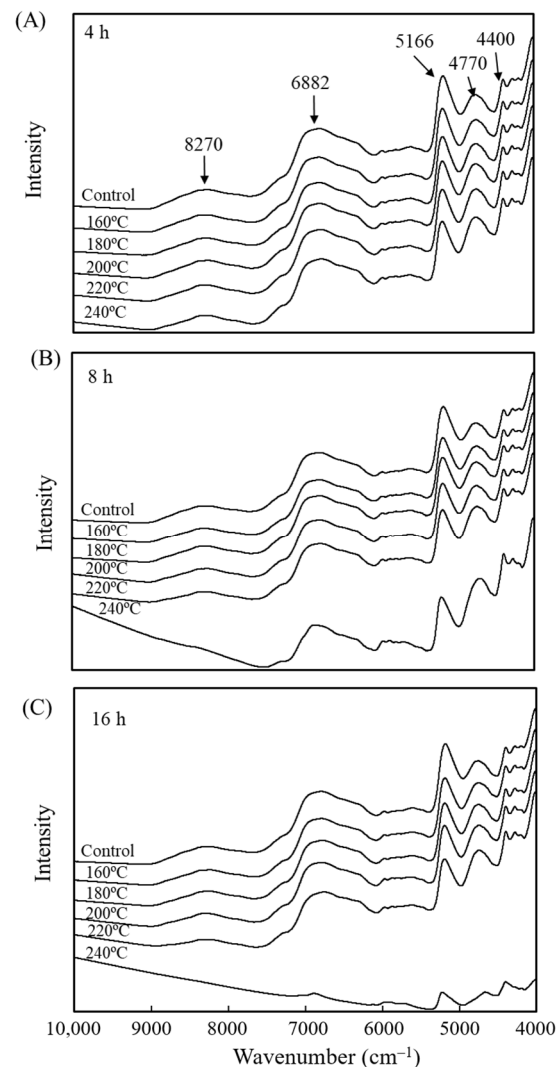 (A)
4 h
8270
6882
5166
4770
4400
Intensity
Control
160ºC
180ºC
200ºC
220ºC
240ºC
(B)
8 h
Intensity
Control
160ºC
180ºC
200ºC
220ºC
240ºC
(C)
16 h
Intensity
Control
160ºC
180ºC
200ºC
220ºC
240ºC
10,000 9000 8000 7000 6000 5000 4000
Wavenumber (cm⁻¹)